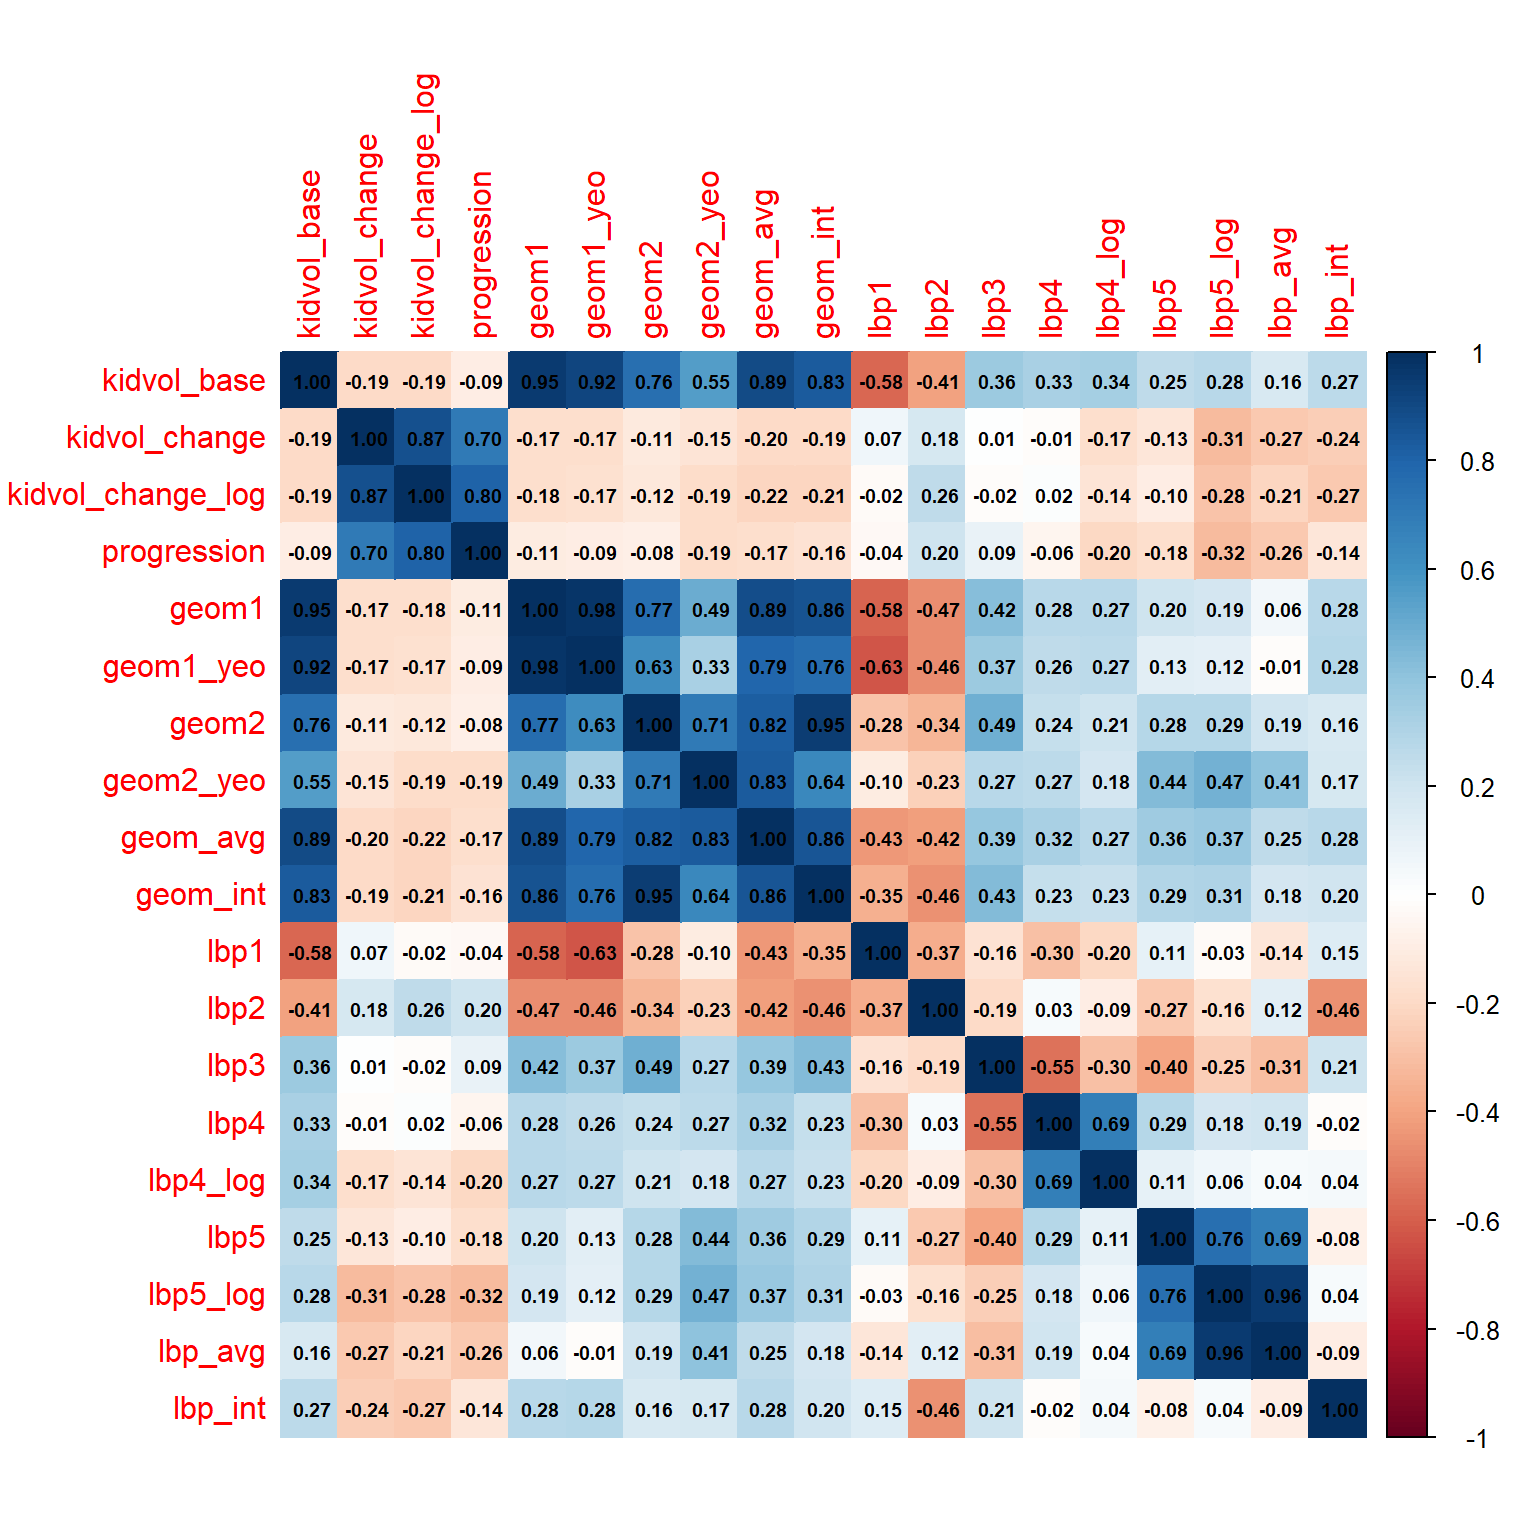 kidvol_base kidvol_change kidvol_change_log progression geom1 geom1_yeo geom2 geom2_yeo geom_avg geom_int lbp1 lbp2 lbp3 lbp4 lbp4_log lbp5 lbp5_log lbp_avg lbp_int
kidvol_base 1.00 -0.19 -0.19 -0.09 0.95 0.92 0.76 0.55 0.89 0.83 -0.58 -0.41 0.36 0.33 0.34 0.25 0.28 0.16 0.27
kidvol_change -0.19 1.00 0.87 0.70 -0.17 -0.17 -0.11 -0.15 -0.20 -0.19 0.07 0.18 0.01 -0.01 -0.17 -0.13 -0.31 -0.27 -0.24
kidvol_change_log -0.19 0.87 1.00 0.80 -0.18 -0.17 -0.12 -0.19 -0.22 -0.21 -0.02 0.26 -0.02 0.02 -0.14 -0.10 -0.28 -0.21 -0.27
progression -0.09 0.70 0.80 1.00 -0.11 -0.09 -0.08 -0.19 -0.17 -0.16 -0.04 0.20 0.09 -0.06 -0.20 -0.18 -0.32 -0.26 -0.14
geom1 0.95 -0.17 -0.18 -0.11 1.00 0.98 0.77 0.49 0.89 0.86 -0.58 -0.47 0.42 0.28 0.27 0.20 0.19 0.06 0.28
geom1_yeo 0.92 -0.17 -0.17 -0.09 0.98 1.00 0.63 0.33 0.79 0.76 -0.63 -0.46 0.37 0.26 0.27 0.13 0.12 -0.01 0.28
geom2 0.76 -0.11 -0.12 -0.08 0.77 0.63 1.00 0.71 0.82 0.95 -0.28 -0.34 0.49 0.24 0.21 0.28 0.29 0.19 0.16
geom2_yeo 0.55 -0.15 -0.19 -0.19 0.49 0.33 0.71 1.00 0.83 0.64 -0.10 -0.23 0.27 0.27 0.18 0.44 0.47 0.41 0.17
geom_avg 0.89 -0.20 -0.22 -0.17 0.89 0.79 0.82 0.83 1.00 0.86 -0.43 -0.42 0.39 0.32 0.27 0.36 0.37 0.25 0.28
geom_int 0.83 -0.19 -0.21 -0.16 0.86 0.76 0.95 0.64 0.86 1.00 -0.35 -0.46 0.43 0.23 0.23 0.29 0.31 0.18 0.20
lbp1 -0.58 0.07 -0.02 -0.04 -0.58 -0.63 -0.28 -0.10 -0.43 -0.35 1.00 -0.37 -0.16 -0.30 -0.20 0.11 -0.03 -0.14 0.15
lbp2 -0.41 0.18 0.26 0.20 -0.47 -0.46 -0.34 -0.23 -0.42 -0.46 -0.37 1.00 -0.19 0.03 -0.09 -0.27 -0.16 0.12 -0.46
lbp3 0.36 0.01 -0.02 0.09 0.42 0.37 0.49 0.27 0.39 0.43 -0.16 -0.19 1.00 -0.55 -0.30 -0.40 -0.25 -0.31 0.21
lbp4 0.33 -0.01 0.02 -0.06 0.28 0.26 0.24 0.27 0.32 0.23 -0.30 0.03 -0.55 1.00 0.69 0.29 0.18 0.19 -0.02
lbp4_log 0.34 -0.17 -0.14 -0.20 0.27 0.27 0.21 0.18 0.27 0.23 -0.20 -0.09 -0.30 0.69 1.00 0.11 0.06 0.04 0.04
lbp5 0.25 -0.13 -0.10 -0.18 0.20 0.13 0.28 0.44 0.36 0.29 0.11 -0.27 -0.40 0.29 0.11 1.00 0.76 0.69 -0.08
lbp5_log 0.28 -0.31 -0.28 -0.32 0.19 0.12 0.29 0.47 0.37 0.31 -0.03 -0.16 -0.25 0.18 0.06 0.76 1.00 0.96 0.04
lbp_avg 0.16 -0.27 -0.21 -0.26 0.06 -0.01 0.19 0.41 0.25 0.18 -0.14 0.12 -0.31 0.19 0.04 0.69 0.96 1.00 -0.09
lbp_int 0.27 -0.24 -0.27 -0.14 0.28 0.28 0.16 0.17 0.28 0.20 0.15 -0.46 0.21 -0.02 0.04 -0.08 0.04 -0.09 1.00
1
0.8
0.6
0.4
0.2
0
-0.2
-0.4
-0.6
-0.8
-1